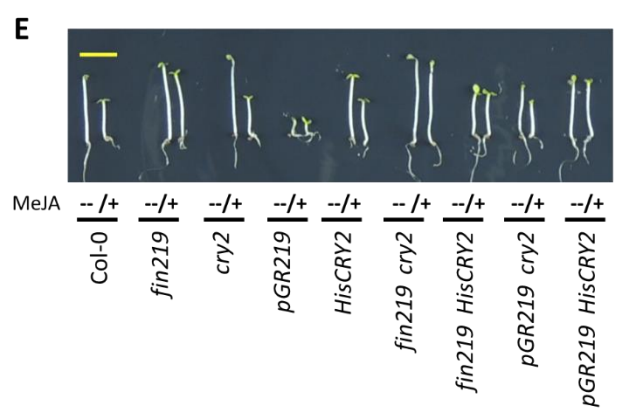 E
MeJA -- /+ --/+ --/+ --/+ --/+ -- /+ --/+ --/+ --/+
Col-0
fin219
cry2
pGR219
HisCRY2
fin219 cry2
fin219 HisCRY2
pGR219 cry2
pGR219 HisCRY2